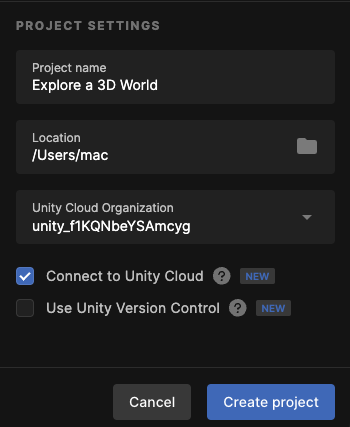 PROJECT SETTINGS
Project name
Explore a 3D World
Location
/Users/mac
Unity Cloud Organization
unity_f1KQNbeYSAmcyg
Connect to Unity Cloud ? NEW
Use Unity Version Control ? NEW
Cancel Create project